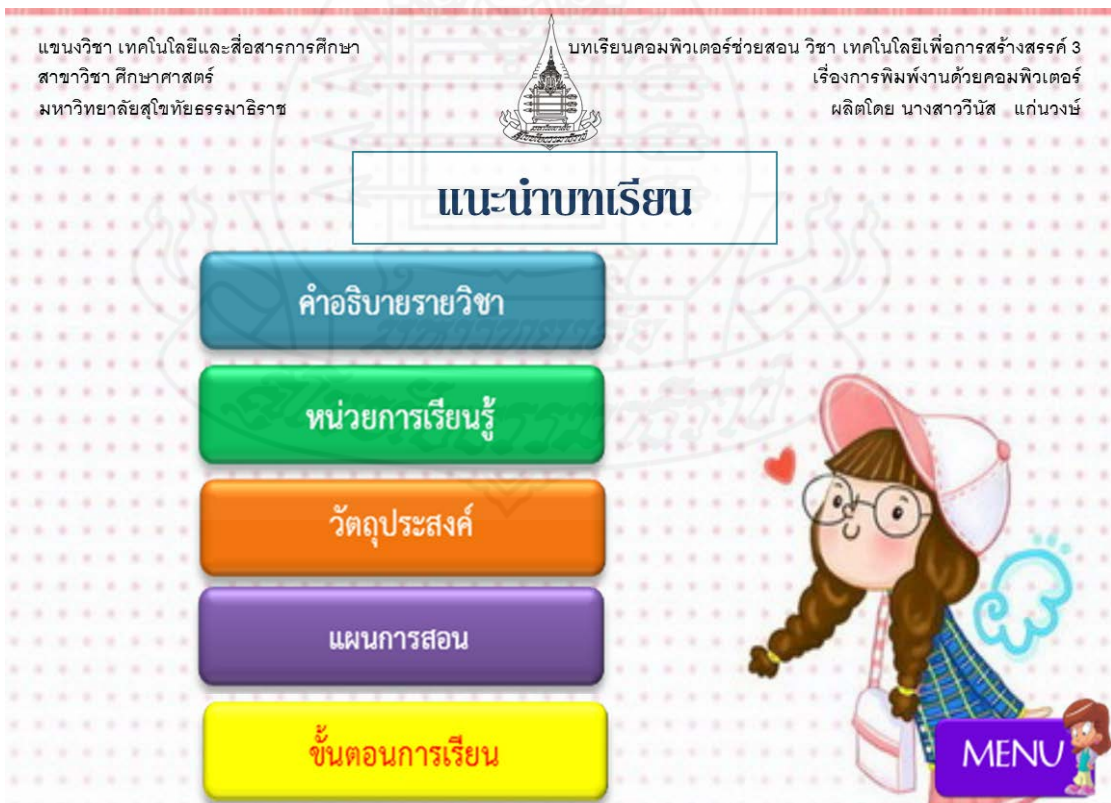 แขนงวิชา เทคโนโลยีและสื่อสารการศึกษา
สาขาวิชา ศึกษาศาสตร์
มหาวิทยาลัยสุโขทัยธรรมาธิราช
บทเรียนคอมพิวเตอร์ช่วยสอน วิชา เทคโนโลยีเพื่อการสร้างสรรค์ 3
เรื่องการพิมพ์งานด้วยคอมพิวเตอร์
ผลิตโดย นางสาววีนัส แก่นวงษ์
แนะนำบทเรียน
คำอธิบายรายวิชา
หน่วยการเรียนรู้
วัตถุประสงค์
แผนการสอน
ขั้นตอนการเรียน
MENU